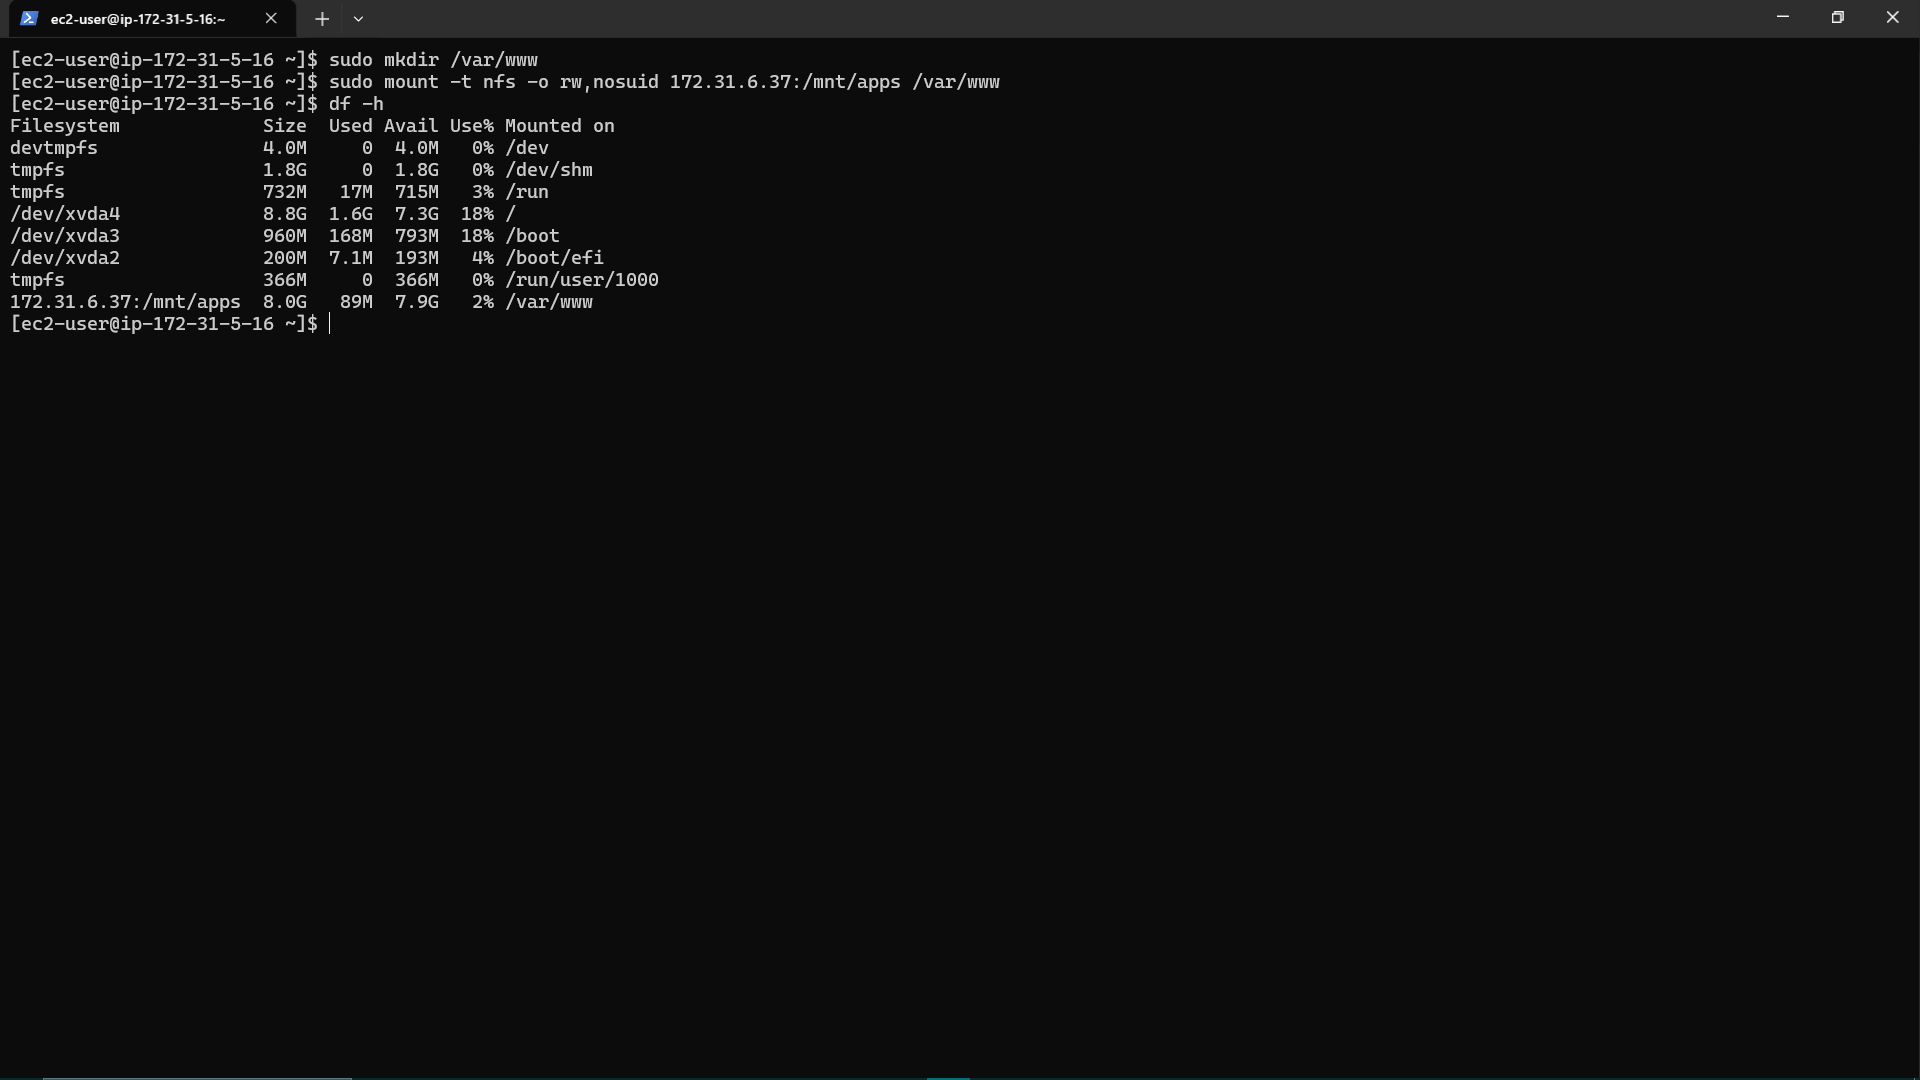 ec2-user@ip-172-31-5-16:~
[ec2-user@ip-172-31-5-16 ~]$ sudo mkdir /var/www
[ec2-user@ip-172-31-5-16 ~]$ sudo mount -t nfs -o rw,nosuid 172.31.6.37:/mnt/apps /var/www
[ec2-user@ip-172-31-5-16 ~]$ df -h
Filesystem             Size  Used Avail Use% Mounted on
devtmpfs               4.0M     0  4.0M   0% /dev
tmpfs                  1.8G     0  1.8G   0% /dev/shm
tmpfs                  732M   17M  715M   3% /run
/dev/xvda4             8.8G  1.6G  7.3G  18% /
/dev/xvda3             960M  168M  793M  18% /boot
/dev/xvda2             200M  7.1M  193M   4% /boot/efi
tmpfs                  366M     0  366M   0% /run/user/1000
172.31.6.37:/mnt/apps  8.0G   89M  7.9G   2% /var/www
[ec2-user@ip-172-31-5-16 ~]$